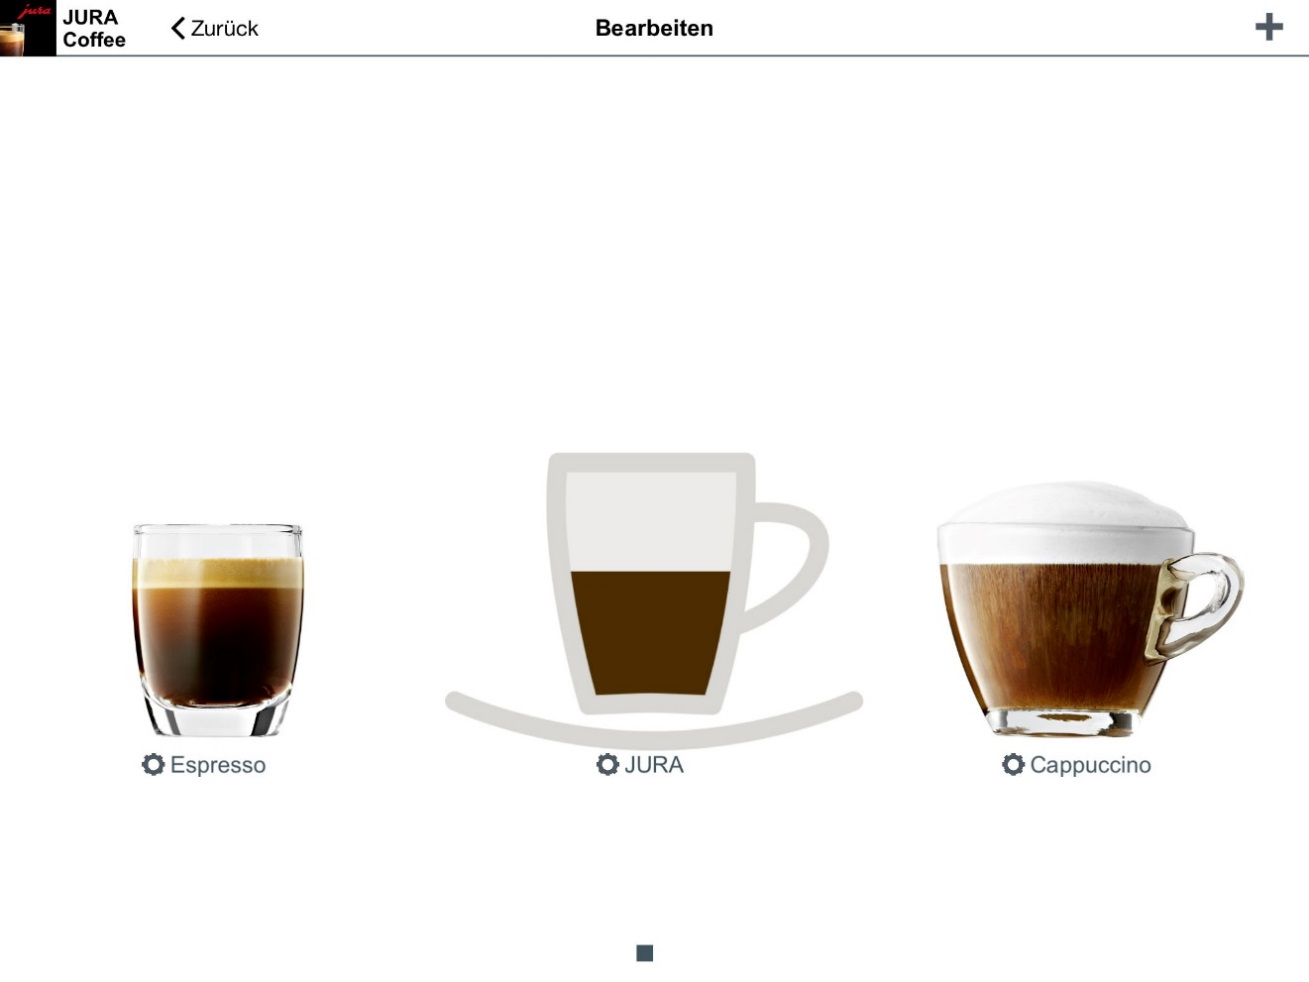 jura
JURA
Coffee
Zurück
Bearbeiten
Espresso
JURA
Cappuccino